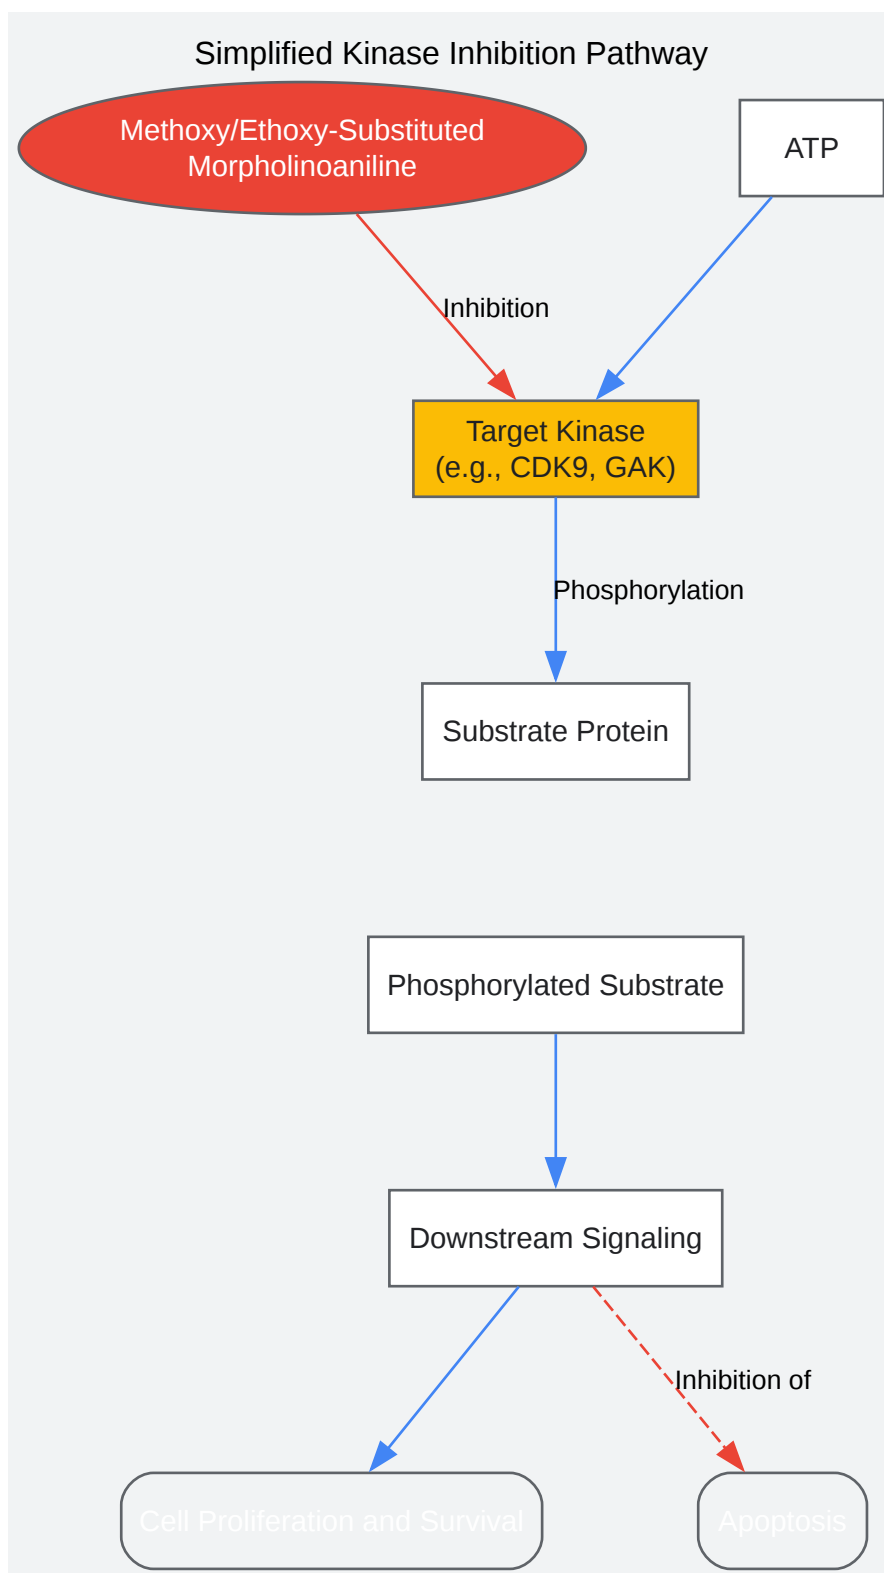 Simplified Kinase Inhibition Pathway
Methoxy/Ethoxy-Substituted
Morpholinoaniline
ATP
Inhibition
Target Kinase
(e.g., CDK9, GAK)
Phosphorylation
Substrate Protein
Phosphorylated Substrate
Downstream Signaling
Inhibition of
Cell Proliferation and Survival
Apoptosis